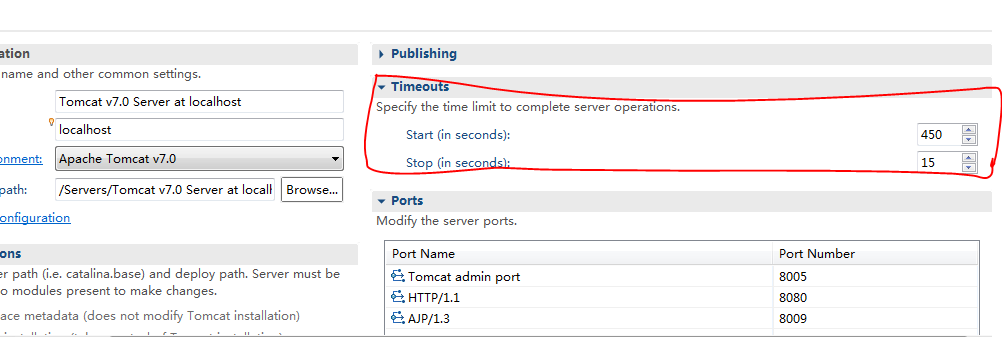 ation
name and other common settings.
Tomcat v7.0 Server at localhost
localhost
onment:
Apache Tomcat v7.0
path:
/Servers/Tomcat v7.0 Server at local
Browse...
onfiguration
ons
er path (i.e. catalina.base) and deploy path. Server must be
o modules present to make changes.
ace metadata (does not modify Tomcat installation)
Publishing
Timeouts
Specify the time limit to complete server operations.
Start (in seconds):
450
Stop (in seconds):
15
Ports
Modify the server ports.
Port Name
Port Number
Tomcat admin port
8005
HTTP/1.1
8080
AJP/1.3
8009